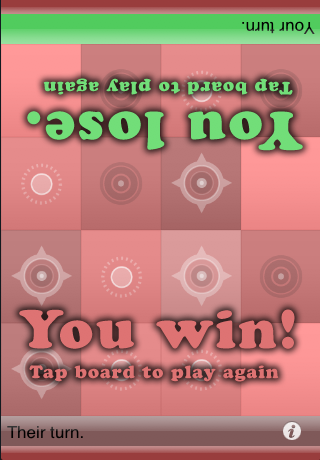 Your turn.
Tap board to play again
You lose.
You win!
Tap board to play again
Their turn.
i